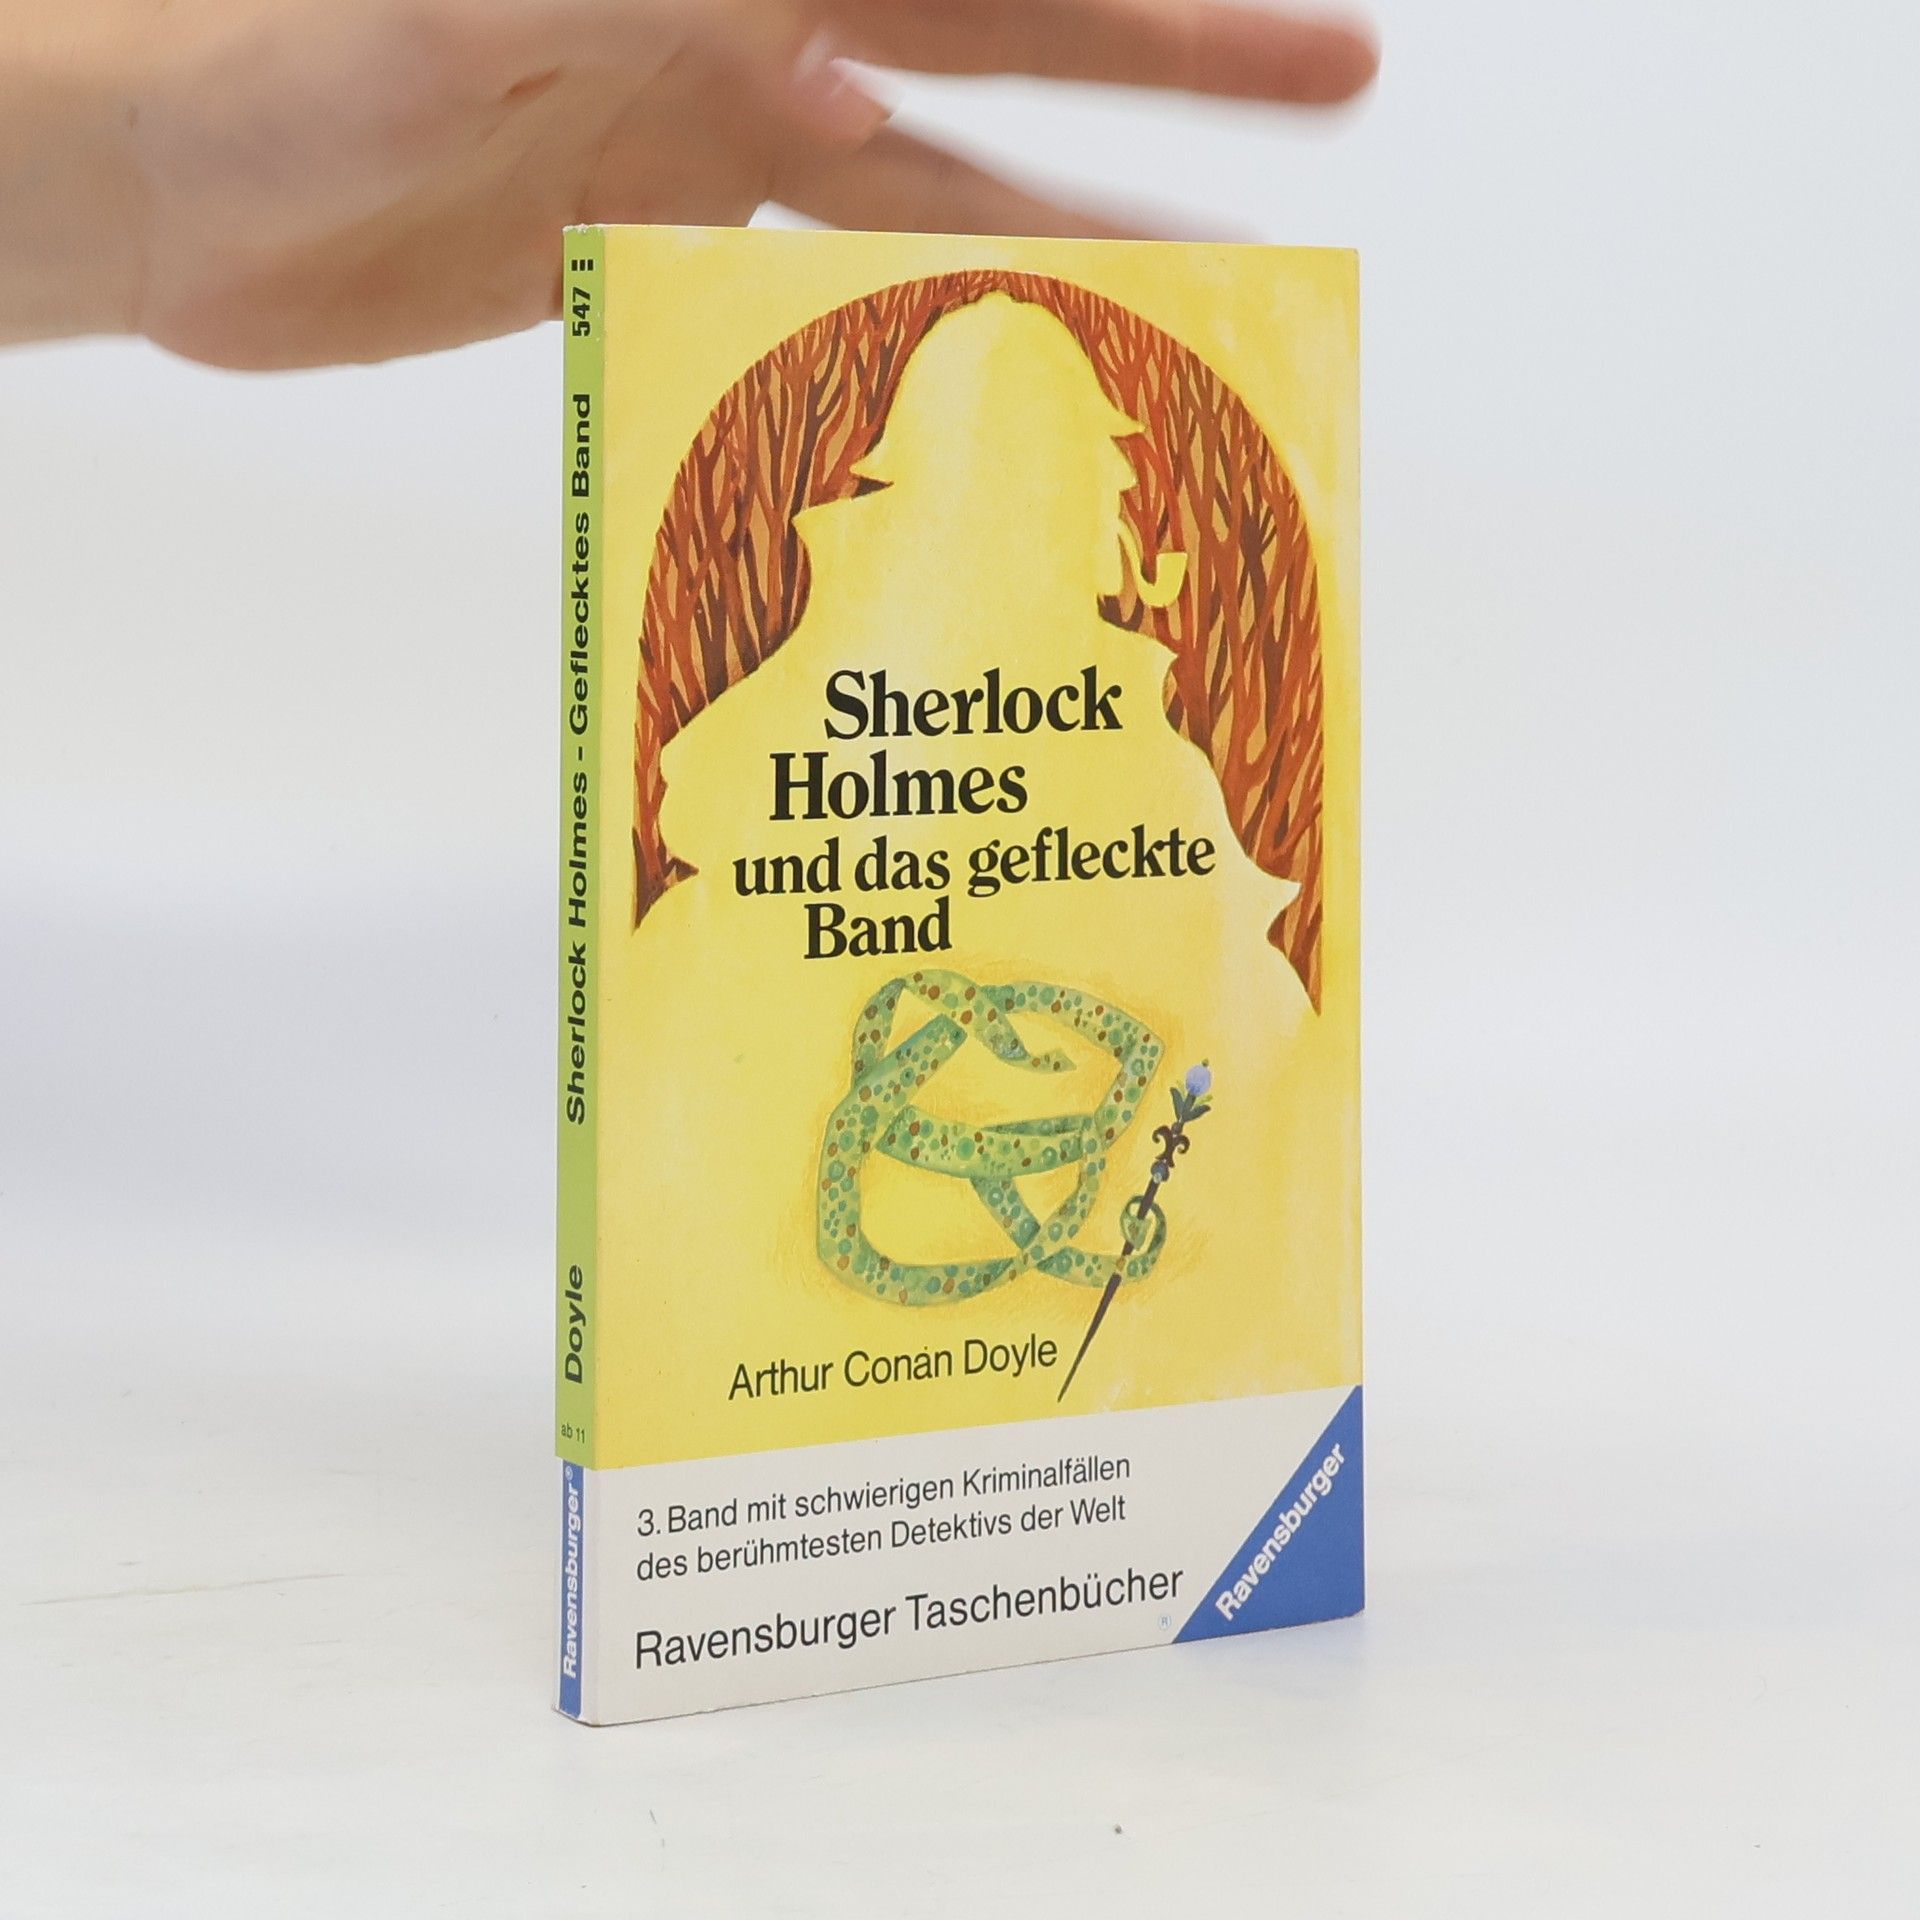 547
Sherlock Holmes - Geflecktes Band
Doyle
ab 11
Ravensburger®
Sherlock
Holmes
und das gefleckte
Band
Arthur Conan Doyle
3. Band mit schwierigen Kriminalfällen
des berühmtesten Detektivs der Welt
Ravensburger Taschenbücher
®
Ravensburger